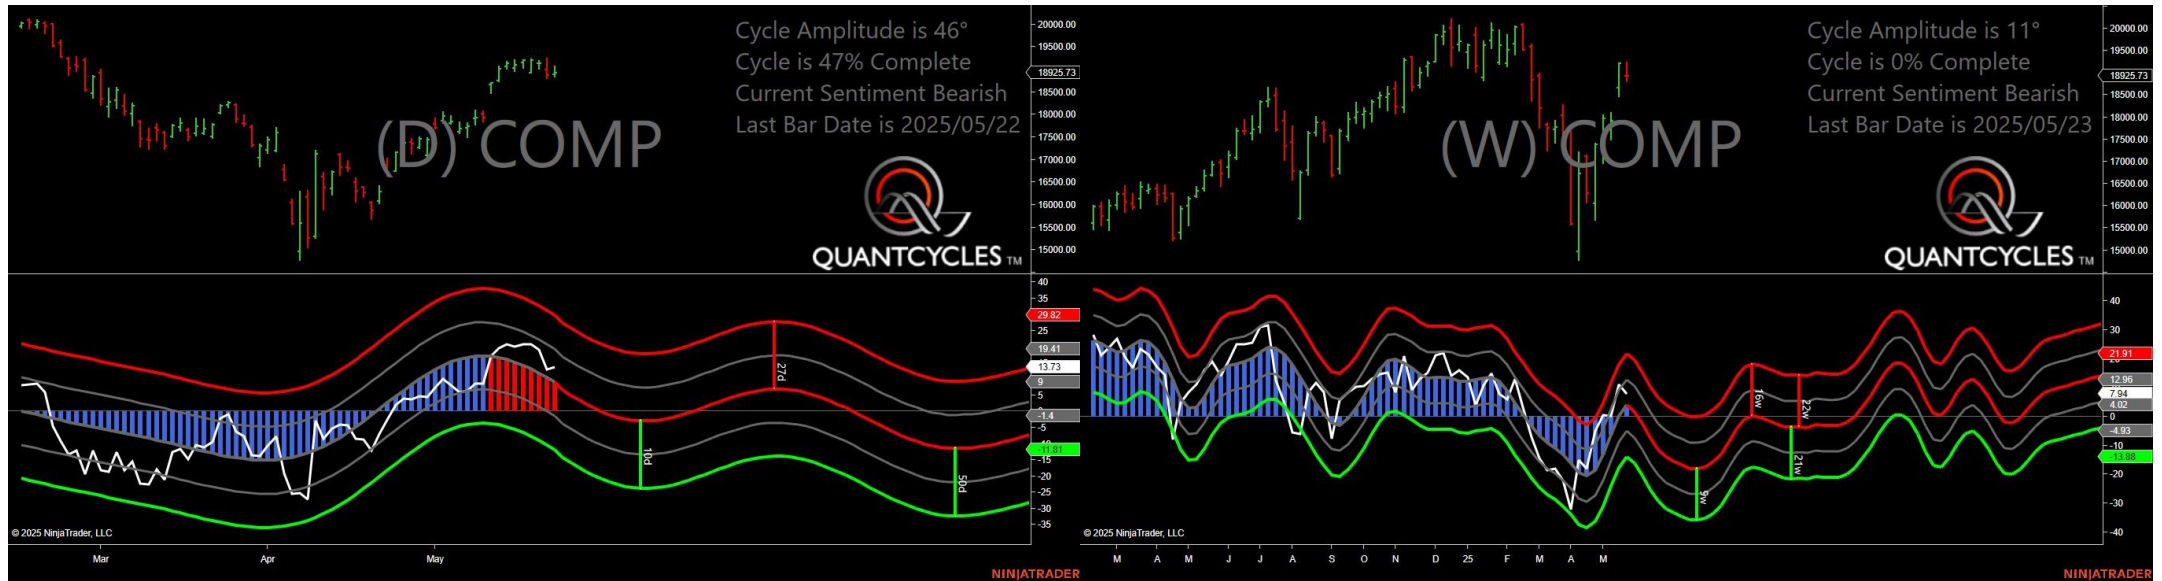 Cycle Amplitude is 46°
Cycle is 47% Complete
Current Sentiment Bearish
Last Bar Date is 2025/05/22
(D) COMP
QUANTCYCLES TM
20000.00
19500.00
18925.73
18500.00
18000.00
17500.00
17000.00
16500.00
16000.00
15500.00
15000.00
40
35
29.82
25
19.41
13.73
9
5
-1.4
-5
-11.81
-15
-20
-25
-30
-35
27d
10d
50d
© 2025 NinjaTrader, LLC
Mar Apr May
NINJATRADER
Cycle Amplitude is 11°
Cycle is 0% Complete
Current Sentiment Bearish
Last Bar Date is 2025/05/23
(W) COMP
QUANTCYCLES TM
20000.00
19500.00
18925.73
18500.00
18000.00
17500.00
17000.00
16500.00
16000.00
15500.00
15000.00
40
30
21.91
12.96
7.94
4.02
0
-4.93
-10
-13.88
-20
-30
-40
16w
22w
21w
9w
© 2025 NinjaTrader, LLC
M A M J J A S O N D 25 F M A M
NINJATRADER